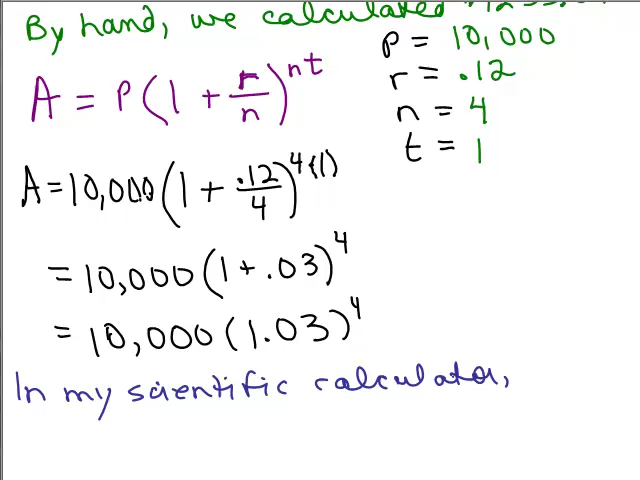 By hand, we calculated
P = 10,000
r = .12
n = 4
t = 1
A = P(1 + r/n)^nt
A = 10,000(1 + .12/4)^4(1)
= 10,000(1 + .03)^4
= 10,000(1.03)^4
In my scientific calculator,